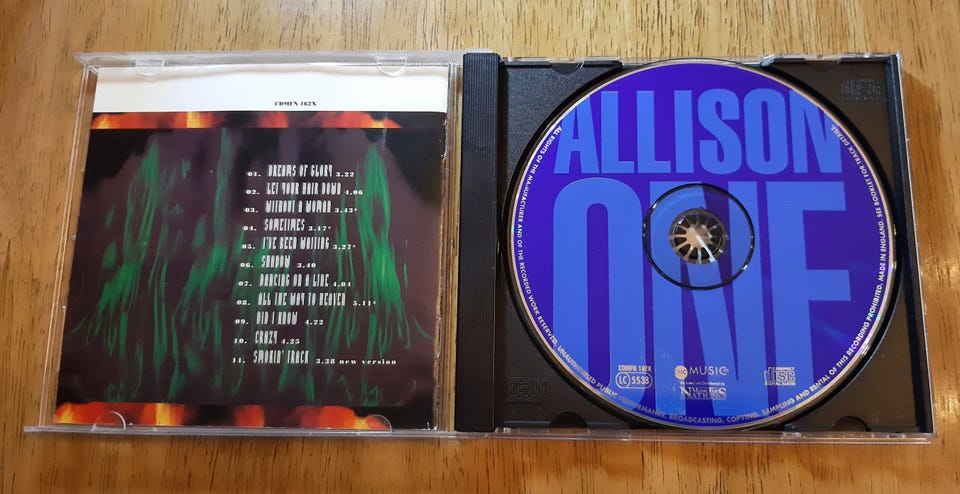 CDMFN 162X
01. DREAMS OF GLORY 3.22
02. LET YOUR HAIR DOWN 4.06
03. WITHOUT A WOMAN 3.43*
04. SOMETIMES 3.17*
05. I'VE BEEN WAITING 3.27*
06. SHADOW 3.40
07. DANCING ON A LINE 4.04
08. ALL THE WAY TO HEAVEN 5.11*
09. DID I KNOW 4.22
10. CRAZY 4.25
11. SMOKIN' TRACK 3.38 new version
ALLISON
ONE
ALL RIGHTS OF THE MANUFACTURER AND OF THE RECORDED WORK RESERVED. UNAUTHORISED PUBLIC PERFORMANCE, BROADCASTING, COPYING, SAMPLING AND RENTAL OF THIS RECORDING PROHIBITED. MADE IN ENGLAND. SEE BOOKLET FOR TRACK DETAILS
CDMFN 162X
LC 5538
MUSIC
NATIONS
COMPACT
disc
DIGITAL AUDIO